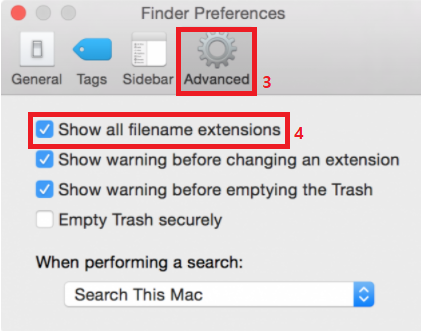 Finder Preferences
General Tags Sidebar Advanced 3
Show all filename extensions 4
Show warning before changing an extension
Show warning before emptying the Trash
Empty Trash securely
When performing a search:
Search This Mac